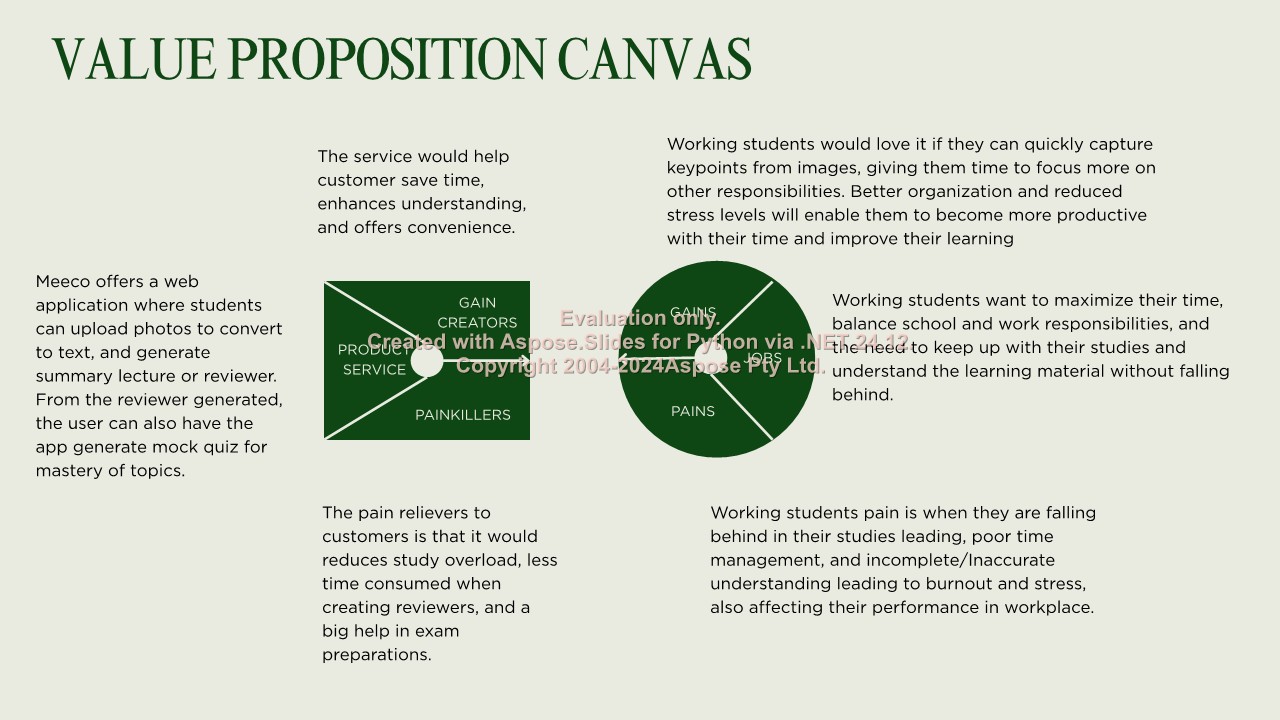 VALUE PROPOSITION CANVAS
The service would help
customer save time,
enhances understanding,
and offers convenience.
Working students would love it if they can quickly capture
keypoints from images, giving them time to focus more on
other responsibilities. Better organization and reduced
stress levels will enable them to become more productive
with their time and improve their learning
Meeco offers a web
application where students
can upload photos to convert
to text, and generate
summary lecture or reviewer.
From the reviewer generated,
the user can also have the
app generate mock quiz for
mastery of topics.
GAIN
CREATORS
PRODUCT
SERVICE
PAINKILLERS
GAINS
JOBS
PAINS
Evaluation only.
Created with Aspose.Slides for Python via .NET 24.12.
Copyright 2004-2024Aspose Pty Ltd.
Working students want to maximize their time,
balance school and work responsibilities, and
the need to keep up with their studies and
understand the learning material without falling
behind.
The pain relievers to
customers is that it would
reduces study overload, less
time consumed when
creating reviewers, and a
big help in exam
preparations.
Working students pain is when they are falling
behind in their studies leading, poor time
management, and incomplete/Inaccurate
understanding leading to burnout and stress,
also affecting their performance in workplace.